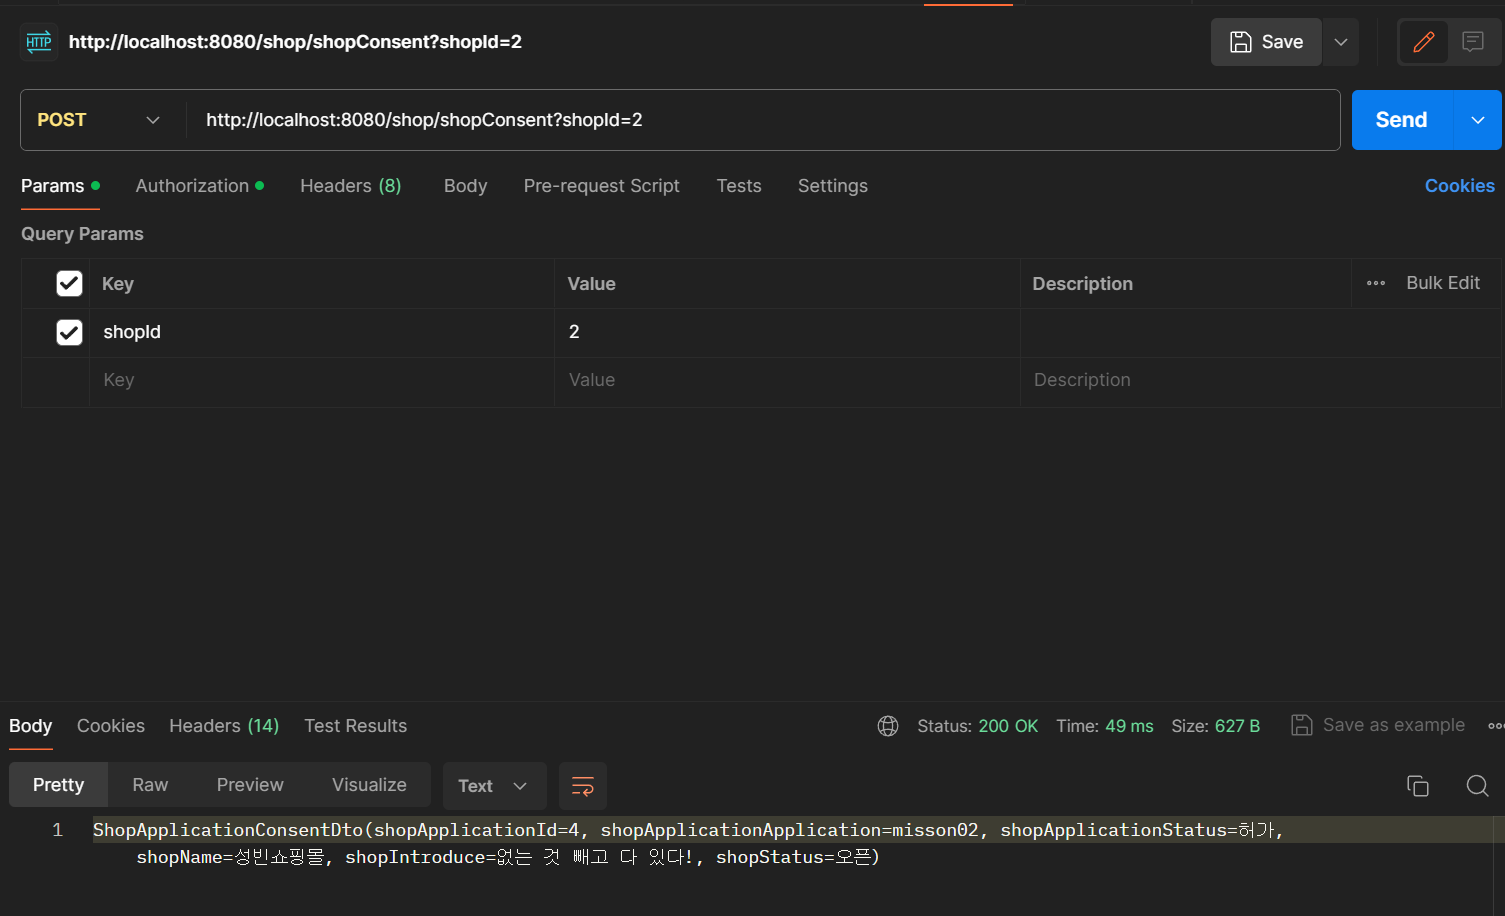 HTTP http://localhost:8080/shop/shopConsent?shopId=2 Save
POST http://localhost:8080/shop/shopConsent?shopId=2 Send
Params Authorization Headers (8) Body Pre-request Script Tests Settings Cookies
Query Params
Key Value Description Bulk Edit
shopId 2
Key Value Description
Body Cookies Headers (14) Test Results Status: 200 OK Time: 49 ms Size: 627 B Save as example
Pretty Raw Preview Visualize Text
1 ShopApplicationConsentDto(shopApplicationId=4, shopApplicationApplication=misson02, shopApplicationStatus=허가,
shopName=성빈쇼핑몰, shopIntroduce=없는 것 빼고 다 있다!, shopStatus=오픈)